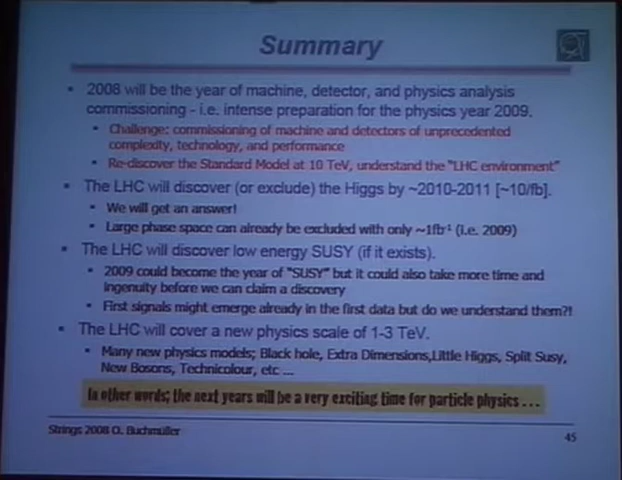 Summary
2008 will be the year of machine, detector, and physics analysis
commissioning - i.e. intense preparation for the physics year 2009.
Challenge: commissioning of machine and detectors of unprecedented
complexity, technology, and performance
Re-discover the Standard Model at 10 TeV, understand the "LHC environment"
The LHC will discover (or exclude) the Higgs by ~2010-2011 [~10/fb].
We will get an answer!
Large phase space can already be excluded with only ~1fb-1 (i.e. 2009)
The LHC will discover low energy SUSY (if it exists).
2009 could become the year of "SUSY" but it could also take more time and
Ingenuity before we can claim a discovery
First signals might emerge already in the first data but do we understand them?!
The LHC will cover a new physics scale of 1-3 TeV.
Many new physics models; Black hole, Extra Dimensions,Little Higgs, Split Susy,
New Bosons, Technicolour, etc ...
In other words; the next years will be a very exciting time for particle physics ...
Strings 2008 O. Buchmüller
45